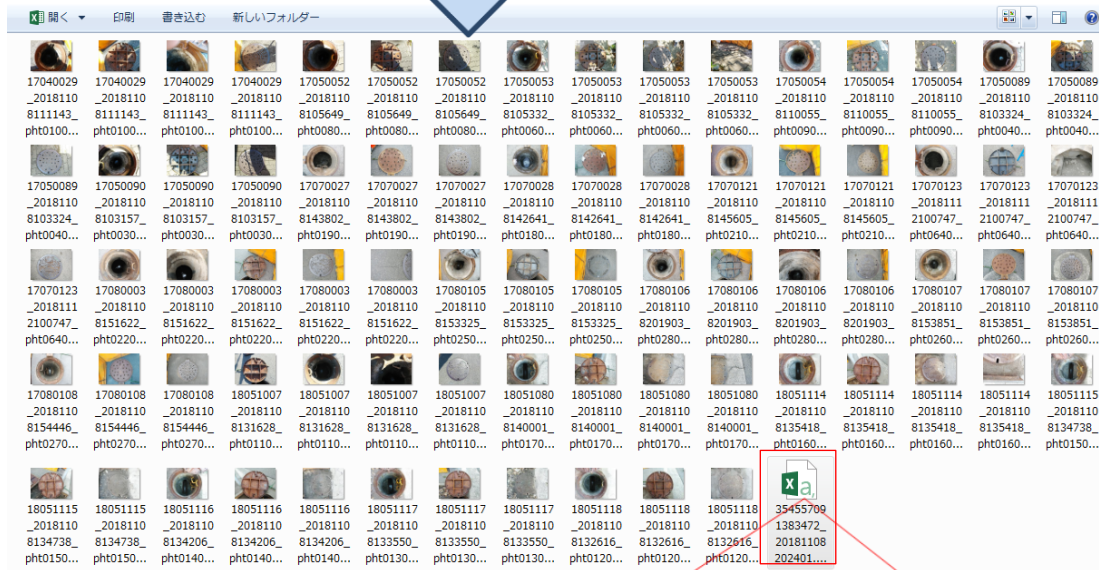 開く 印刷 書き込む 新しいフォルダー
17040029 17040029 17040029 17040029 17050052 17050052 17050052 17050053 17050053 17050053 17050053 17050054 17050054 17050054 17050089 17050089
_2018110 _2018110 _2018110 _2018110 _2018110 _2018110 _2018110 _2018110 _2018110 _2018110 _2018110 _2018110 _2018110 _2018110 _2018110 _2018110
8111143_ 8111143_ 8111143_ 8111143_ 8105649_ 8105649_ 8105649_ 8105332_ 8105332_ 8105332_ 8105332_ 8110055_ 8110055_ 8110055_ 8103324_ 8103324_
pht0100... pht0100... pht0100... pht0100... pht0080... pht0080... pht0080... pht0060... pht0060... pht0060... pht0060... pht0090... pht0090... pht0090... pht0040... pht0040...
17050089 17050090 17050090 17050090 17070027 17070027 17070027 17070028 17070028 17070028 17070121 17070121 17070121 17070123 17070123 17070123
_2018110 _2018110 _2018110 _2018110 _2018110 _2018110 _2018110 _2018110 _2018110 _2018110 _2018110 _2018110 _2018110 _2018111 _2018111 _2018111
8103324_ 8103157_ 8103157_ 8103157_ 8143802_ 8143802_ 8143802_ 8142641_ 8142641_ 8142641_ 8145605_ 8145605_ 8145605_ 2100747_ 2100747_ 2100747_
pht0040... pht0030... pht0030... pht0030... pht0190... pht0190... pht0190... pht0180... pht0180... pht0180... pht0210... pht0210... pht0210... pht0640... pht0640... pht0640...
17070123 17080003 17080003 17080003 17080003 17080003 17080105 17080105 17080105 17080106 17080106 17080106 17080106 17080107 17080107 17080107
_2018111 _2018110 _2018110 _2018110 _2018110 _2018110 _2018110 _2018110 _2018110 _2018110 _2018110 _2018110 _2018110 _2018110 _2018110 _2018110
2100747_ 8151622_ 8151622_ 8151622_ 8151622_ 8151622_ 8153325_ 8153325_ 8153325_ 8201903_ 8201903_ 8201903_ 8201903_ 8153851_ 8153851_ 8153851_
pht0640... pht0220... pht0220... pht0220... pht0220... pht0220... pht0250... pht0250... pht0250... pht0280... pht0280... pht0280... pht0280... pht0260... pht0260... pht0260...
17080108 17080108 17080108 18051007 18051007 18051007 18051007 18051080 18051080 18051080 18051080 18051114 18051114 18051114 18051114 18051115
_2018110 _2018110 _2018110 _2018110 _2018110 _2018110 _2018110 _2018110 _2018110 _2018110 _2018110 _2018110 _2018110 _2018110 _2018110 _2018110
8154446_ 8154446_ 8154446_ 8131628_ 8131628_ 8131628_ 8131628_ 8140001_ 8140001_ 8140001_ 8140001_ 8135418_ 8135418_ 8135418_ 8135418_ 8134738_
pht0270... pht0270... pht0270... pht0110... pht0110... pht0110... pht0110... pht0170... pht0170... pht0170... pht0170... pht0160... pht0160... pht0160... pht0160... pht0150...
18051115 18051115 18051116 18051116 18051116 18051117 18051117 18051117 18051118 18051118 18051118 35455709
_2018110 _2018110 _2018110 _2018110 _2018110 _2018110 _2018110 _2018110 _2018110 _2018110 _2018110 1383472_
8134738_ 8134738_ 8134206_ 8134206_ 8134206_ 8133550_ 8133550_ 8133550_ 8132616_ 8132616_ 8132616_ 20181108
pht0150... pht0150... pht0140... pht0140... pht0140... pht0130... pht0130... pht0130... pht0120... pht0120... pht0120... 202401....